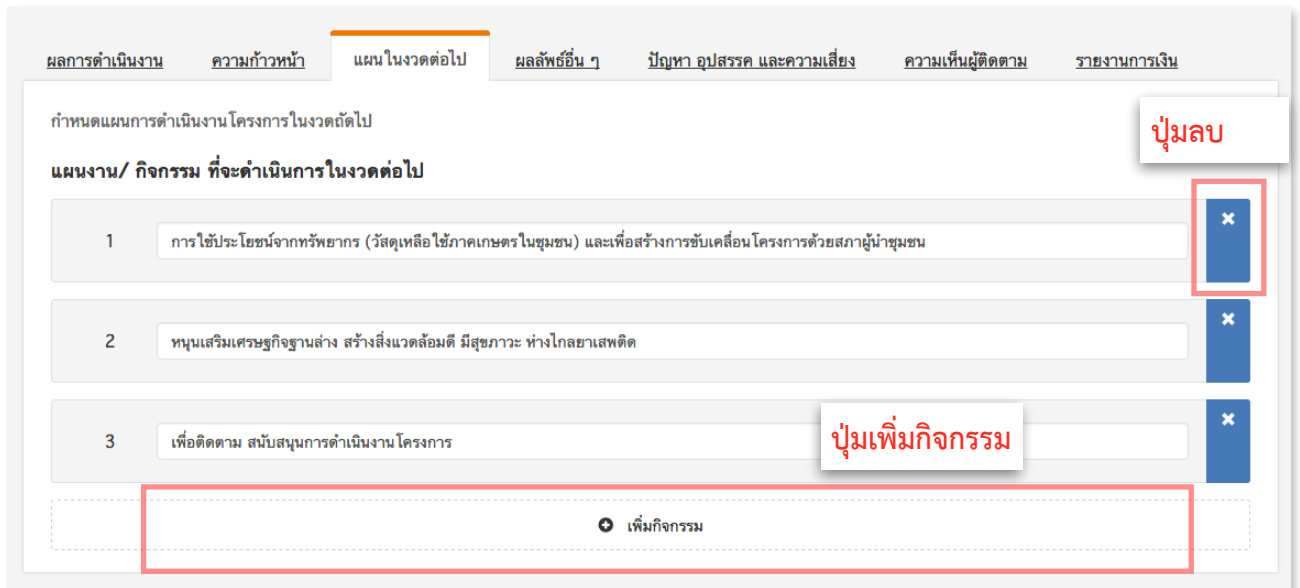 ผลการดำเนินงาน ความก้าวหน้า แผนในงวดต่อไป ผลลัพธ์อื่น ๆ ปัญหา อุปสรรค และความเสี่ยง ความเห็นผู้ติดตาม รายงานการเงิน
กำหนดแผนการดำเนินงานโครงการในงวดถัดไป
ปุ่มลบ
แผนงาน/ กิจกรรม ที่จะดำเนินการในงวดต่อไป
1 การใช้ประโยชน์จากทรัพยากร (วัสดุเหลือใช้ภาคเกษตรในชุมชน) และเพื่อสร้างการขับเคลื่อนโครงการด้วยสภาผู้นำชุมชน
2 หนุนเสริมเศรษฐกิจฐานล่าง สร้างสิ่งแวดล้อมดี มีสุขภาวะ ห่างไกลยาเสพติด
3 เพื่อติดตาม สนับสนุนการดำเนินงานโครงการ
ปุ่มเพิ่มกิจกรรม
เพิ่มกิจกรรม